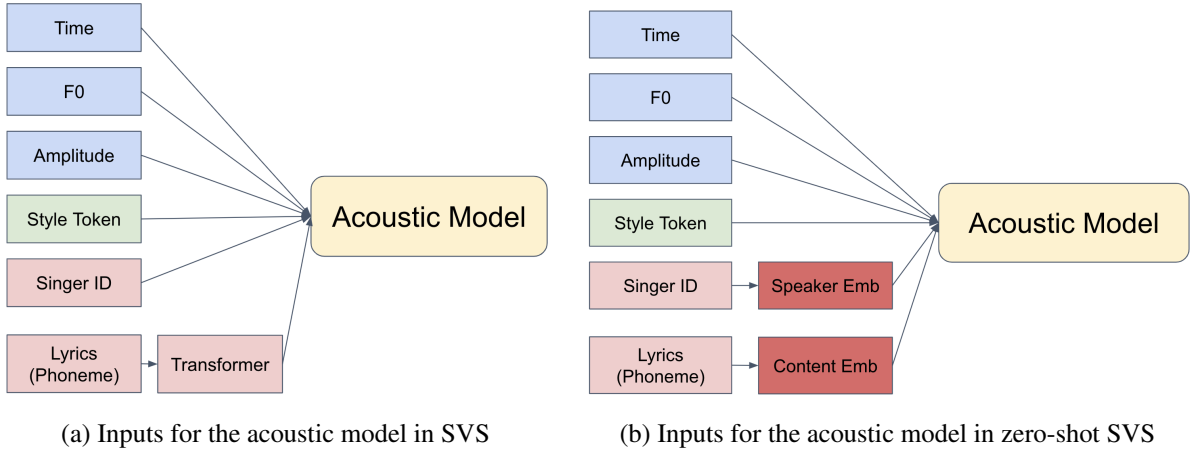 Time
F0
Amplitude
Style Token
Singer ID
Lyrics
(Phoneme)
Transformer
Acoustic Model
(a) Inputs for the acoustic model in SVS
Time
F0
Amplitude
Style Token
Singer ID
Speaker Emb
Lyrics
(Phoneme)
Content Emb
Acoustic Model
(b) Inputs for the acoustic model in zero-shot SVS